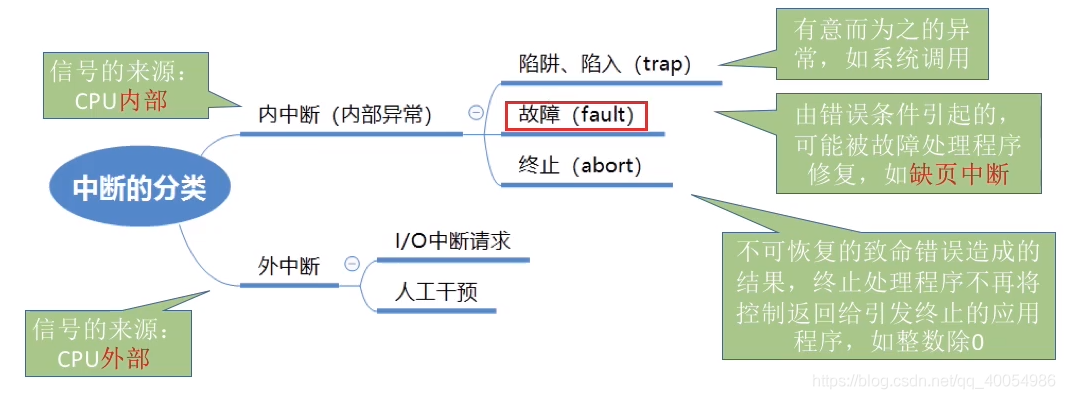 有意而为之的异
常，如系统调用
信号的来源：
CPU内部
陷阱、陷入（trap）
内中断（内部异常）
故障（fault）
由错误条件引起的，
可能被故障处理程序
修复，如缺页中断
终止（abort）
中断的分类
I/O中断请求
外中断
人工干预
不可恢复的致命错误造成的
结果，终止处理程序不再将
控制返回给引发终止的应用
程序，如整数除0
信号的来源：
CPU外部
https://blog.csdn.net/qq_40054986